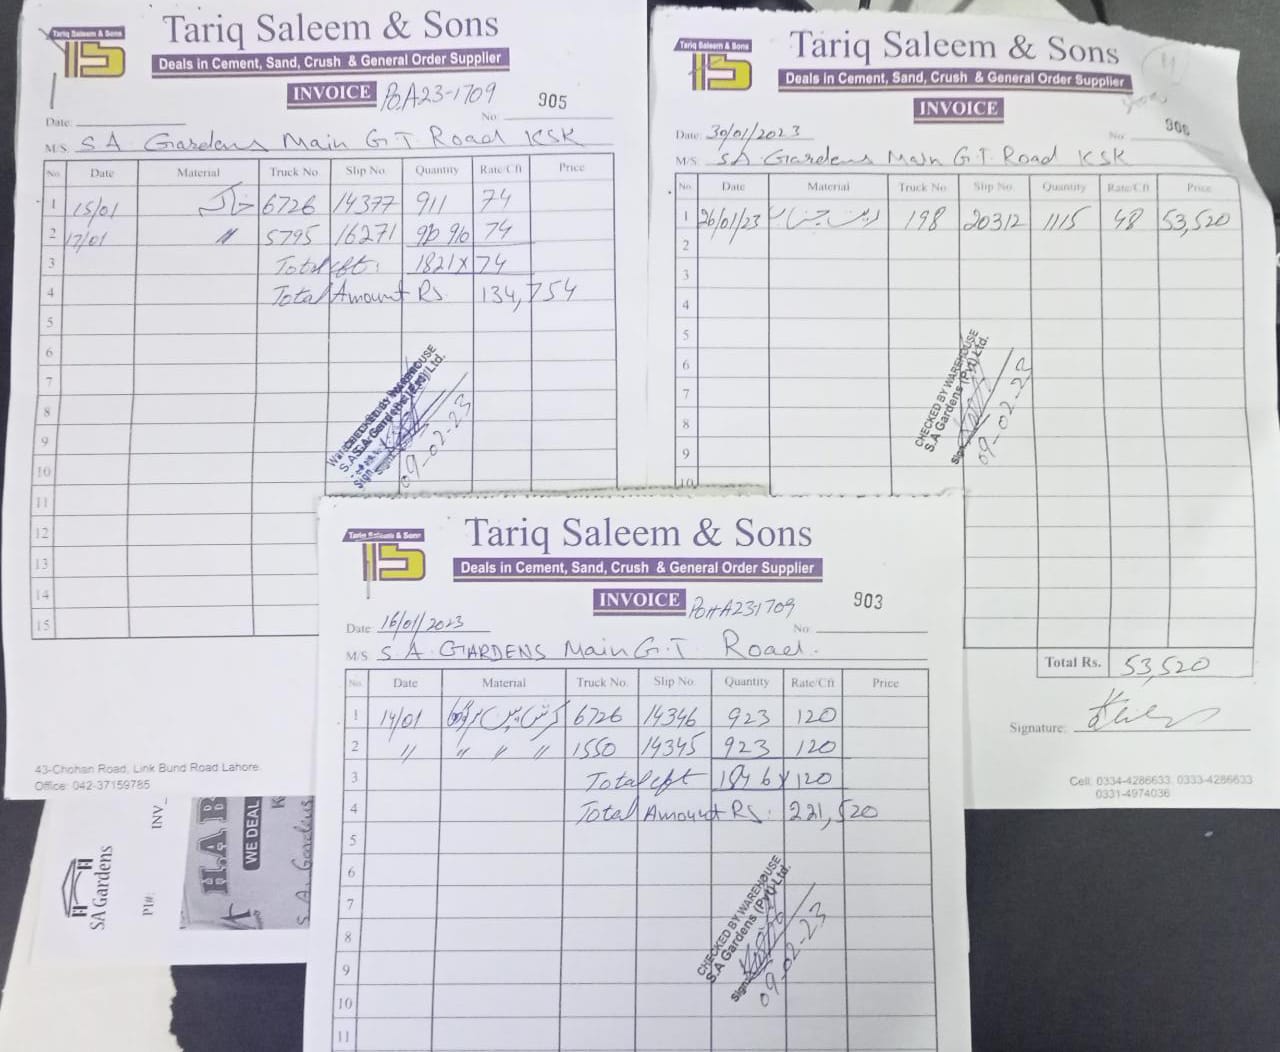 Tariq Saleem & Sons
Tariq Saleem & Sons
Deals in Cement, Sand, Crush & General Order Supplier
INVOICE POA23-1709
905
Date: No:
M/S. S A Gardens Main G T Road KSK
No. Date Material Truck No. Slip No. Quantity Rate/Cft Price
1 15/01 خاکہ 6726 14377 911 74
2 17/01 " 5795 16271 910 74
3 Total cft: 1821 x 74
4 Total Amount Rs 134,754
5
6
7
8
9
10
11
12
13
14
15
S.A Gardens (Pvt) Ltd.
Sign
09-02-23
43-Chohan Road, Link Bund Road Lahore.
Office: 042-37159785
Tariq Saleem & Sons
Tariq Saleem & Sons
Deals in Cement, Sand, Crush & General Order Supplier
INVOICE
906
Date: 30/01/2023 No.
M/S. SA Gardens Main G.T. Road KSK
No. Date Material Truck No. Slip No. Quantity Rate/Cft Price
1 26/01/23 ریت چناب 198 20312 1115 48 53,520
2
3
4
5
6
7
8
9
10
CHECKED BY WAREHOUSE
S.A Gardens (Pvt) Ltd.
Sign
09-02-23
Total Rs. 53,520
Signature:
Cell: 0334-4286633, 0333-4286633
0331-4974036
Tariq Saleem & Sons
Tariq Saleem & Sons
Deals in Cement, Sand, Crush & General Order Supplier
INVOICE PO#A231709
903
Date: 16/01/2023 No:
M/S. S A GARDENS Main G.T Road.
No. Date Material Truck No. Slip No. Quantity Rate/Cft Price
1 14/01 6726 14346 923 120
2 " " " " 1550 14345 923 120
3 Total cft 1846 x 120
4 Total Amount Rs. 221,520
5
6
7
8
9
10
11
CHECKED BY WAREHOUSE
S.A Gardens (Pvt) Ltd.
Sign
09-02-23
SA Gardens
PI#:
INV_
HAB
WE DEAL
S. A. Gardens